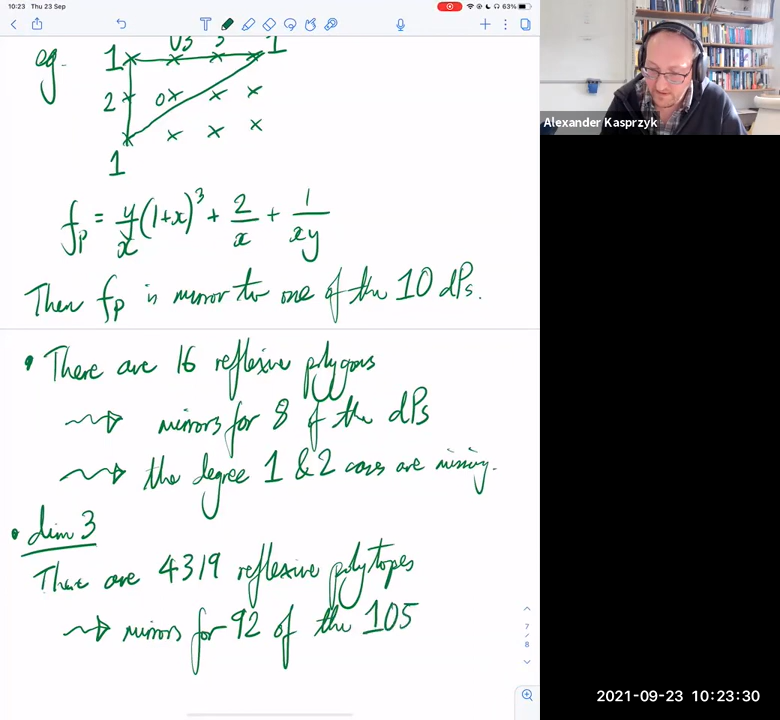 10:23 Thu 23 Sep
63%
eg. 1 3 1
2 0
1
f_P = y/x (1+x)^3 + 2/x + 1/xy
Then f_P is mirror to one of the 10 dPs.
• There are 16 reflexive polygons
mirrors for 8 of the dPs
the degree 1 & 2 cases are missing.
• dim 3
There are 4319 reflexive polytopes
mirrors for 92 of the 105
7
/
8
Alexander Kasprzyk
2021-09-23 10:23:30